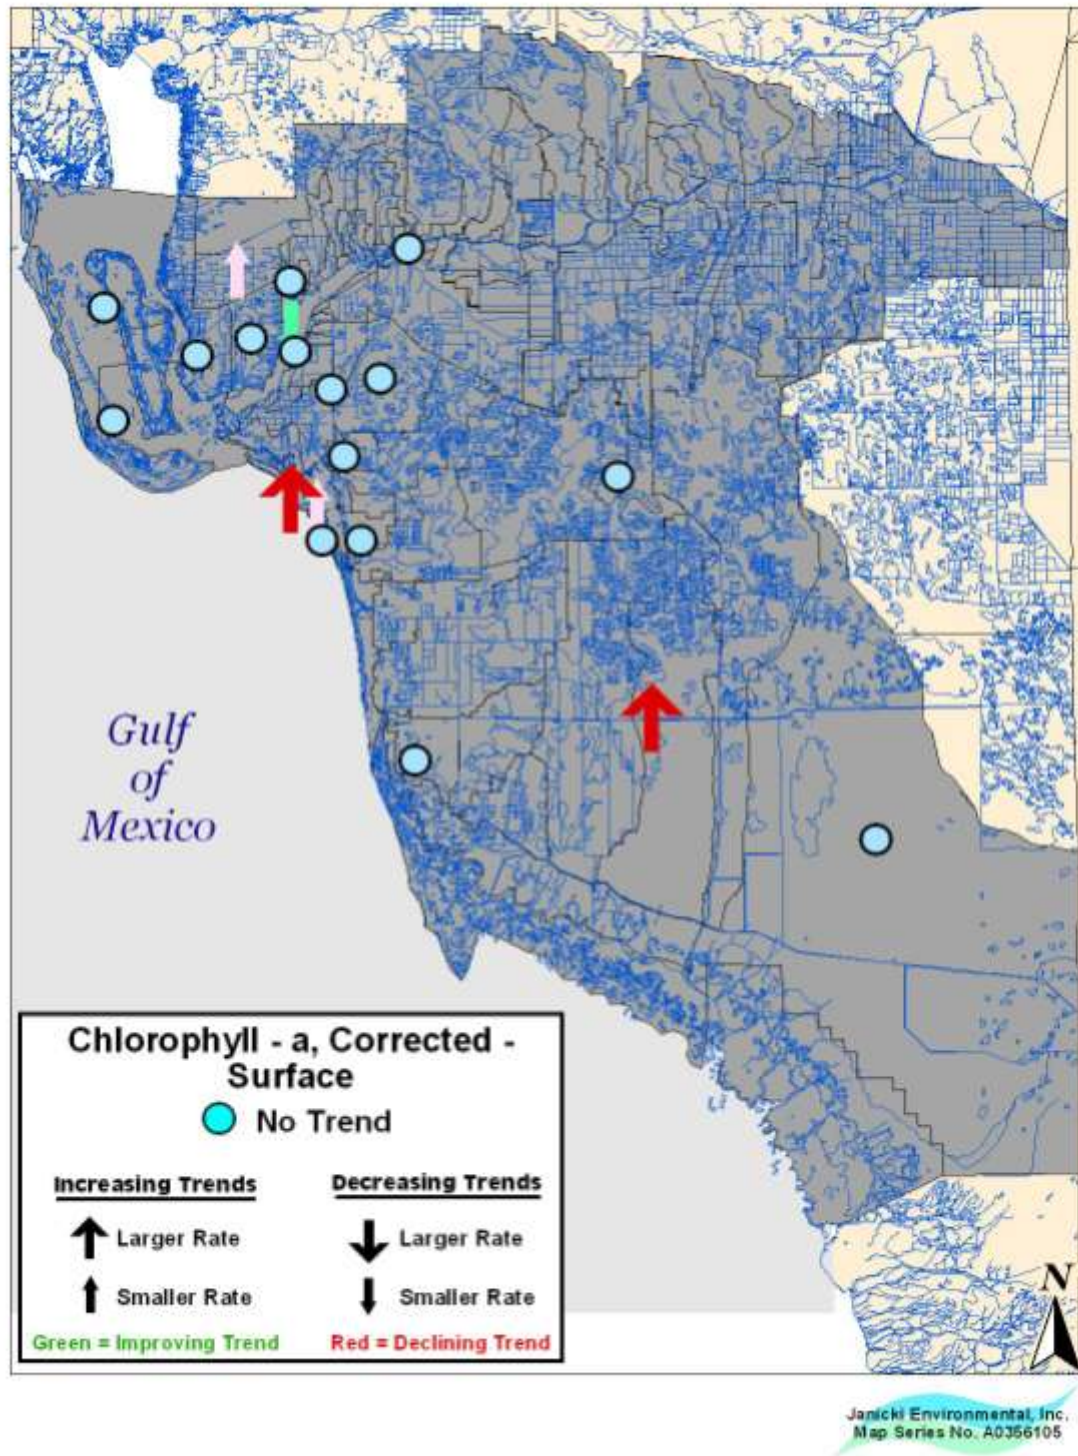 Gulf
of
Mexico
Chlorophyll - a, Corrected -
Surface
No Trend
Increasing Trends
Larger Rate
Smaller Rate
Green = Improving Trend
Decreasing Trends
Larger Rate
Smaller Rate
Red = Declining Trend
N
Janicki Environmental, Inc.
Map Series No. A0356105